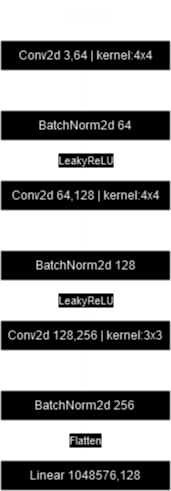 Conv2d 3,64 | kernel:4x4
BatchNorm2d 64
LeakyReLU
Conv2d 64,128 | kernel:4x4
BatchNorm2d 128
LeakyReLU
Conv2d 128,256 | kernel:3x3
BatchNorm2d 256
Flatten
Linear 1048576,128